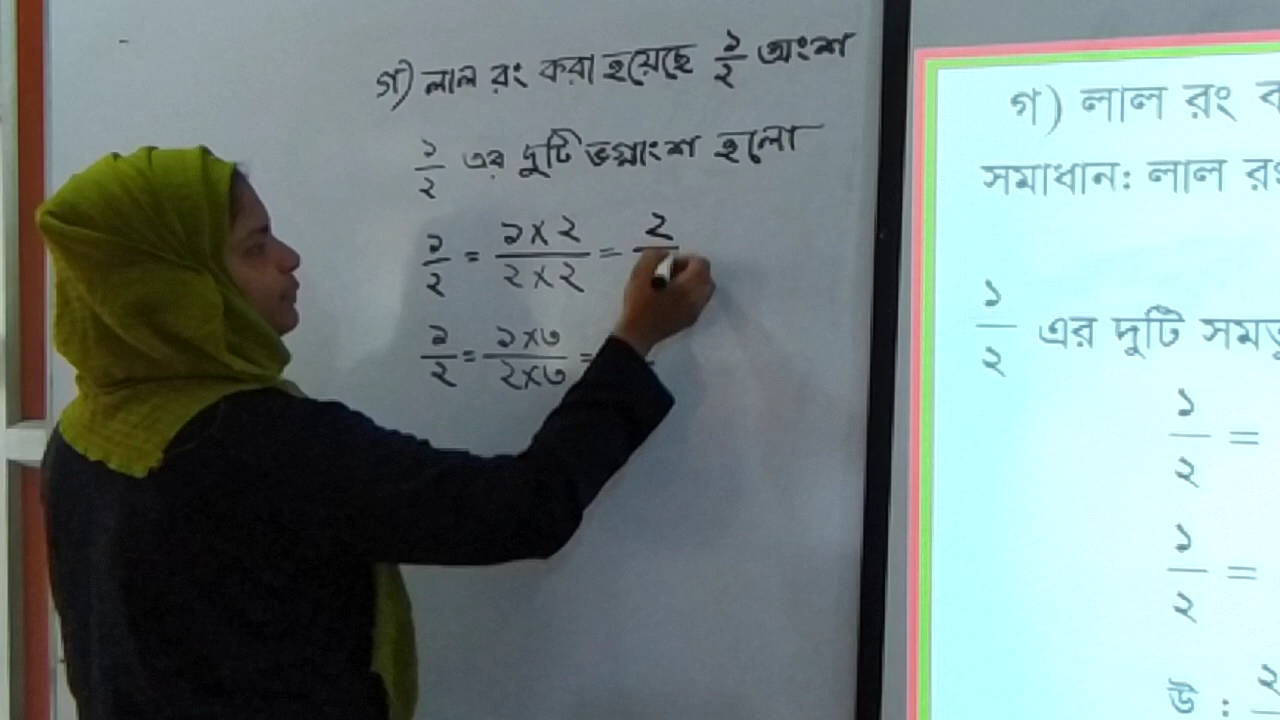 গ) লাল রং করা হয়েছে ১/২ অংশ
১/২ এর দুটি ভগ্নাংশ হলো
১/২ = ১×২/২×২ = ২
১/২ = ১×৩/২×৩ =
গ) লাল রং ক
সমাধান: লাল রং
১/২ এর দুটি সমতু
১/২ =
১/২ =
উ : ২